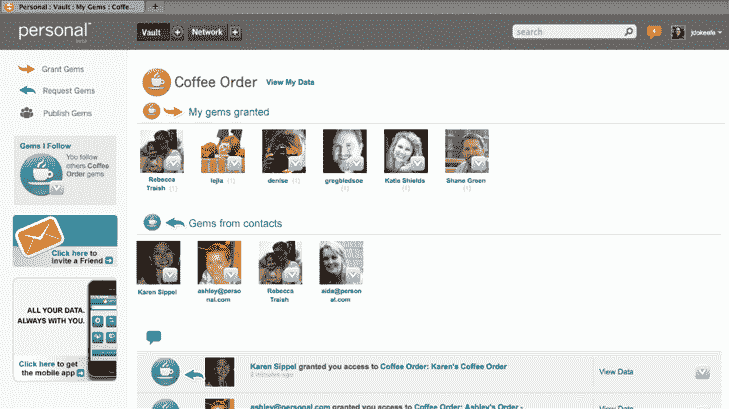 Personal : Vault : My Gems : Coffe...
personal
beta
Vault
Network
search
jdokeefe
Grant Gems
Request Gems
Publish Gems
Gems I Follow
You follow
others Coffee
Order gems
Click here to
Invite a Friend
ALL YOUR DATA.
ALWAYS WITH YOU.
Click here to get
the mobile app
Coffee Order View My Data
My gems granted
Rebecca
Traish (1)
lejla (1)
denise (1)
gregbledsoe
(1)
Katie Shields
(1)
Shane Green
(1)
Gems from contacts
Karen Sippel
ashley@perso
nal.com
Rebecca
Traish
aida@person
al.com
Karen Sippel granted you access to Coffee Order: Karen's Coffee Order
2 minutes ago
View Data
ashley@personal.com granted you access to Coffee Order: Ashley's Order -